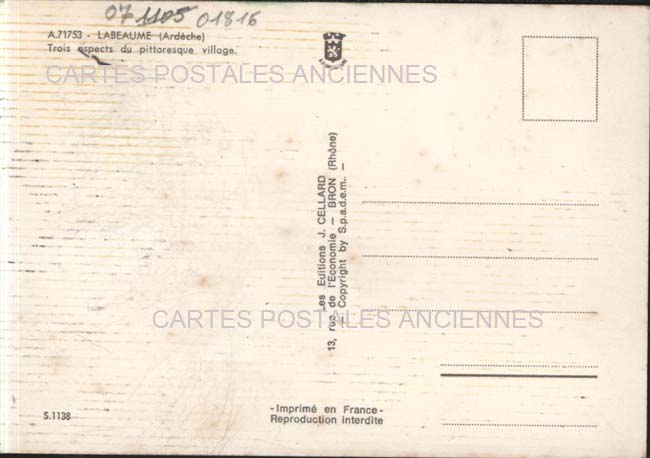 07 1105 01816
A.71753 - LABEAUME (Ardèche)
Trois aspects du pittoresque village.
CARTES POSTALES ANCIENNES
Les Editions J. CELLARD
13, rue de l'Economie - BRON (Rhône)
- Copyright by S.p.a.d.e.m. -
CARTES POSTALES ANCIENNES
S.1138
- Imprimé en France -
Reproduction interdite